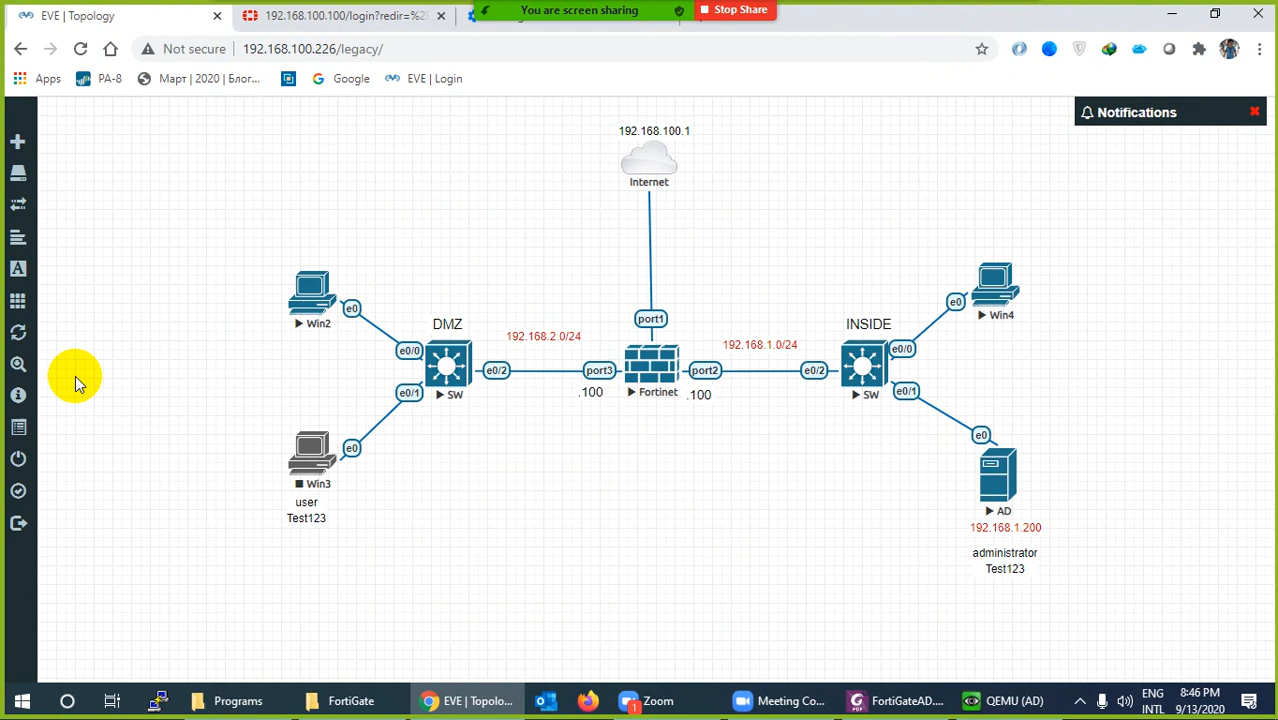 You are screen sharing
Stop Share
EVE | Topology
192.168.100.100/login?redir=%2
Not secure
192.168.100.226/legacy/
Apps
PA-8
Март | 2020 | Блог...
Google
EVE | Login
Notifications
192.168.100.1
Internet
port1
Win2
e0
DMZ
e0/0
192.168.2.0/24
e0/2
port3
.100
SW
e0/1
Fortinet
port2
.100
192.168.1.0/24
INSIDE
e0/2
e0/0
SW
e0/1
e0
Win4
e0
Win3
user
Test123
e0
AD
192.168.1.200
administrator
Test123
Programs
FortiGate
EVE | Topolo...
Zoom
1
Meeting Co...
FortiGateAD....
QEMU (AD)
ENG
INTL
8:46 PM
9/13/2020